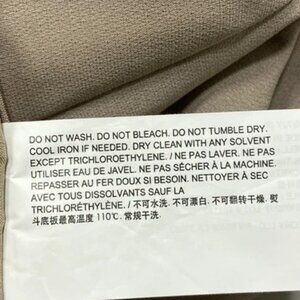 DO NOT WASH. DO NOT BLEACH. DO NOT TUMBLE DRY.
COOL IRON IF NEEDED. DRY CLEAN WITH ANY SOLVENT
EXCEPT TRICHLOROETHYLENE. / NE PAS LAVER. NE PAS
UTILISER EAU DE JAVEL. NE PAS SÉCHER À LA MACHINE.
REPASSER AU FER DOUX SI BESOIN. NETTOYER À SEC
AVEC TOUS DISSOLVANTS SAUF LA
TRICHLORÉTHYLÈNE. / 不可水洗. 不可漂白. 不可翻转干燥. 熨
斗底板最高温度 110℃. 常规干洗.